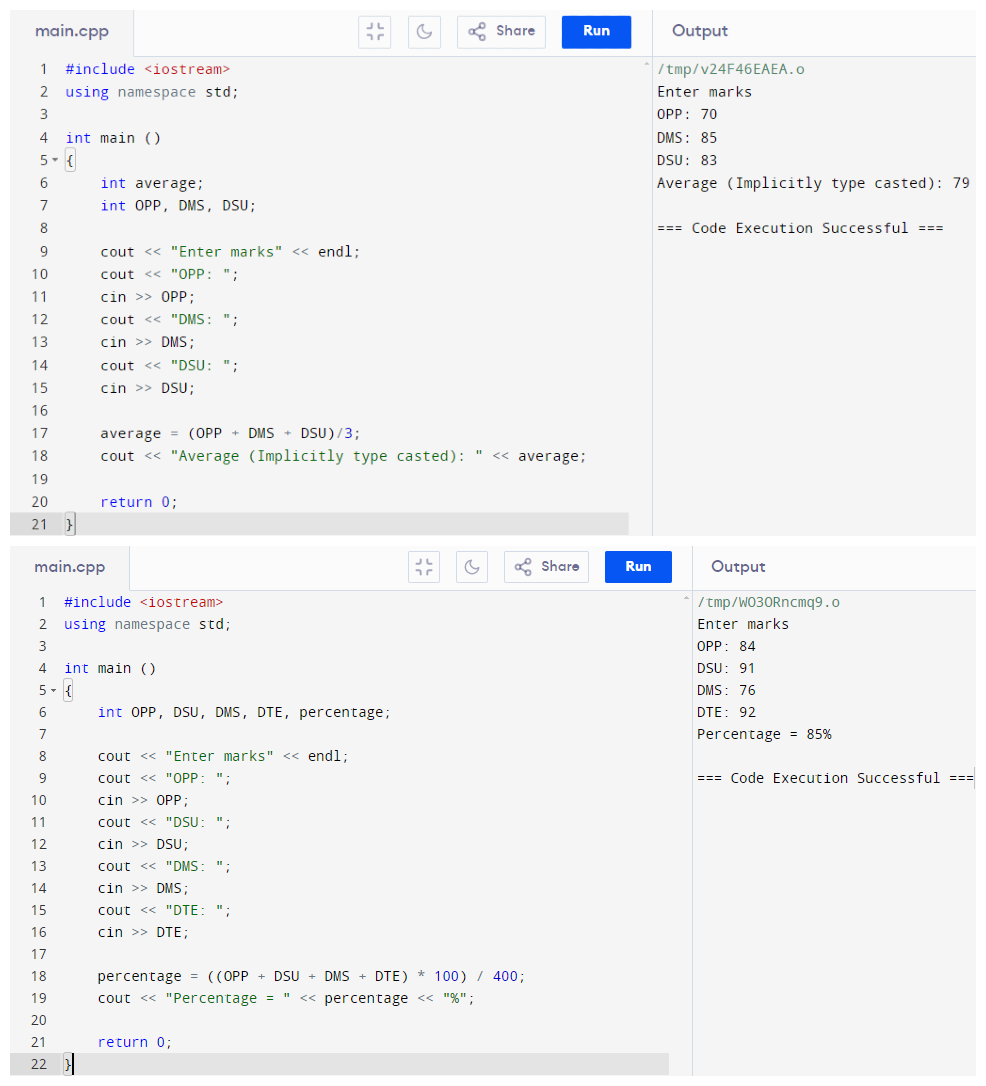 main.cpp Share Run Output
1 #include <iostream>
2 using namespace std;
3
4 int main ()
5 {
6 int average;
7 int OPP, DMS, DSU;
8
9 cout << "Enter marks" << endl;
10 cout << "OPP: ";
11 cin >> OPP;
12 cout << "DMS: ";
13 cin >> DMS;
14 cout << "DSU: ";
15 cin >> DSU;
16
17 average = (OPP + DMS + DSU)/3;
18 cout << "Average (Implicitly type casted): " << average;
19
20 return 0;
21 }
/tmp/v24F46EAEA.o
Enter marks
OPP: 70
DMS: 85
DSU: 83
Average (Implicitly type casted): 79
=== Code Execution Successful ===
main.cpp Share Run Output
1 #include <iostream>
2 using namespace std;
3
4 int main ()
5 {
6 int OPP, DSU, DMS, DTE, percentage;
7
8 cout << "Enter marks" << endl;
9 cout << "OPP: ";
10 cin >> OPP;
11 cout << "DSU: ";
12 cin >> DSU;
13 cout << "DMS: ";
14 cin >> DMS;
15 cout << "DTE: ";
16 cin >> DTE;
17
18 percentage = ((OPP + DSU + DMS + DTE) * 100) / 400;
19 cout << "Percentage = " << percentage << "%";
20
21 return 0;
22 }
/tmp/WO3ORncmq9.o
Enter marks
OPP: 84
DSU: 91
DMS: 76
DTE: 92
Percentage = 85%
=== Code Execution Successful ===